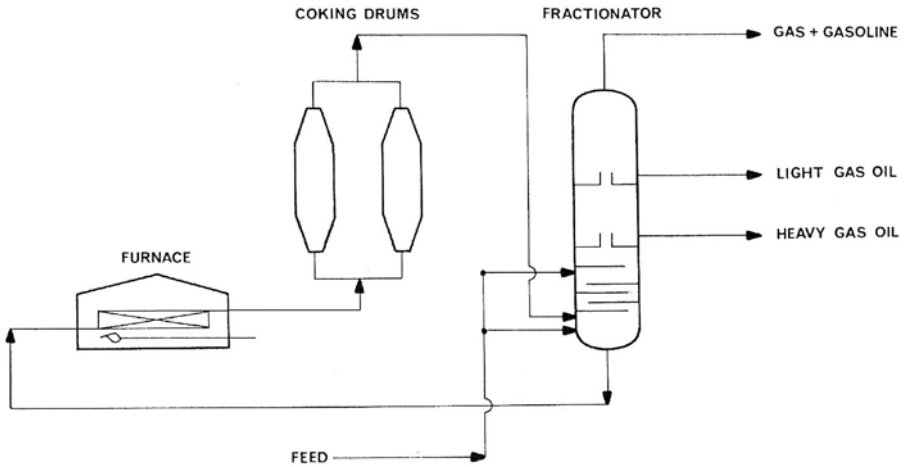 COKING DRUMS
FRACTIONATOR
GAS + GASOLINE
LIGHT GAS OIL
HEAVY GAS OIL
FURNACE
FEED